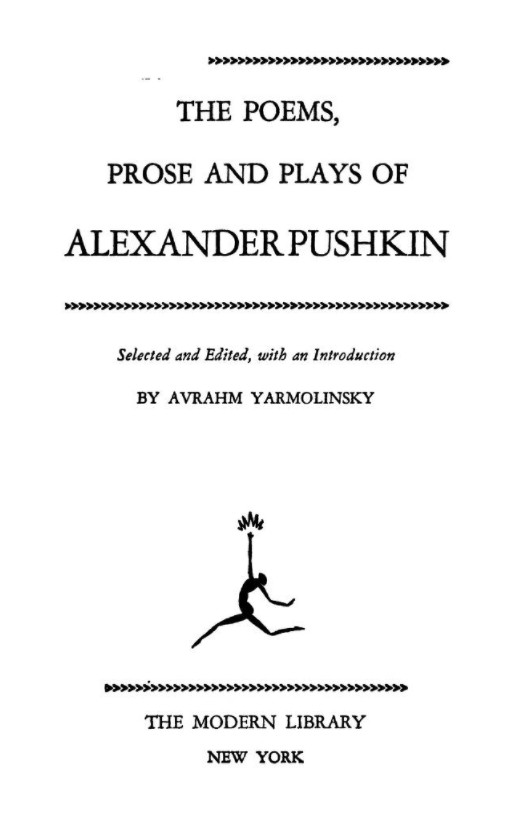 THE POEMS,
PROSE AND PLAYS OF
ALEXANDER PUSHKIN
Selected and Edited, with an Introduction
BY AVRAHM YARMOLINSKY
THE MODERN LIBRARY
NEW YORK